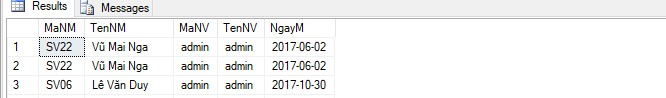 Results Messages
MaNM TenNM MaNV TenNV NgayM
1 SV22 Vũ Mai Nga admin admin 2017-06-02
2 SV22 Vũ Mai Nga admin admin 2017-06-02
3 SV06 Lê Văn Duy admin admin 2017-10-30